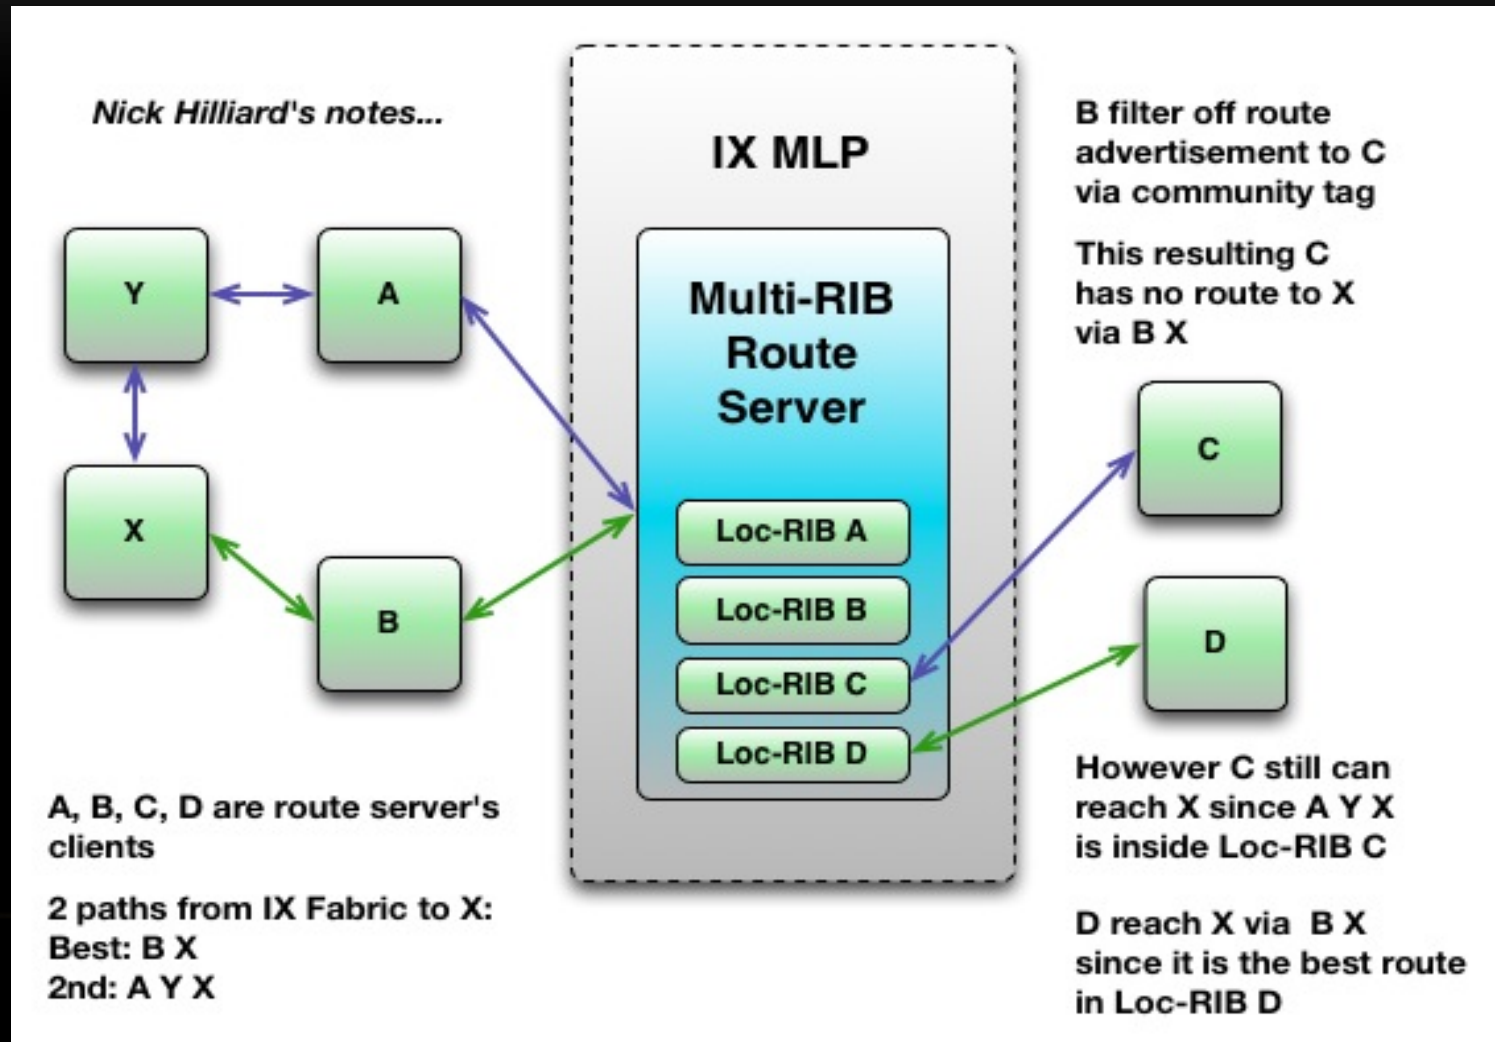 Nick Hilliard's notes...
Y
A
X
B
A, B, C, D are route server's
clients
2 paths from IX Fabric to X:
Best: B X
2nd: A Y X
IX MLP
Multi-RIB
Route
Server
Loc-RIB A
Loc-RIB B
Loc-RIB C
Loc-RIB D
B filter off route
advertisement to C
via community tag
This resulting C
has no route to X
via B X
C
D
However C still can
reach X since A Y X
is inside Loc-RIB C
D reach X via B X
since it is the best route
in Loc-RIB D